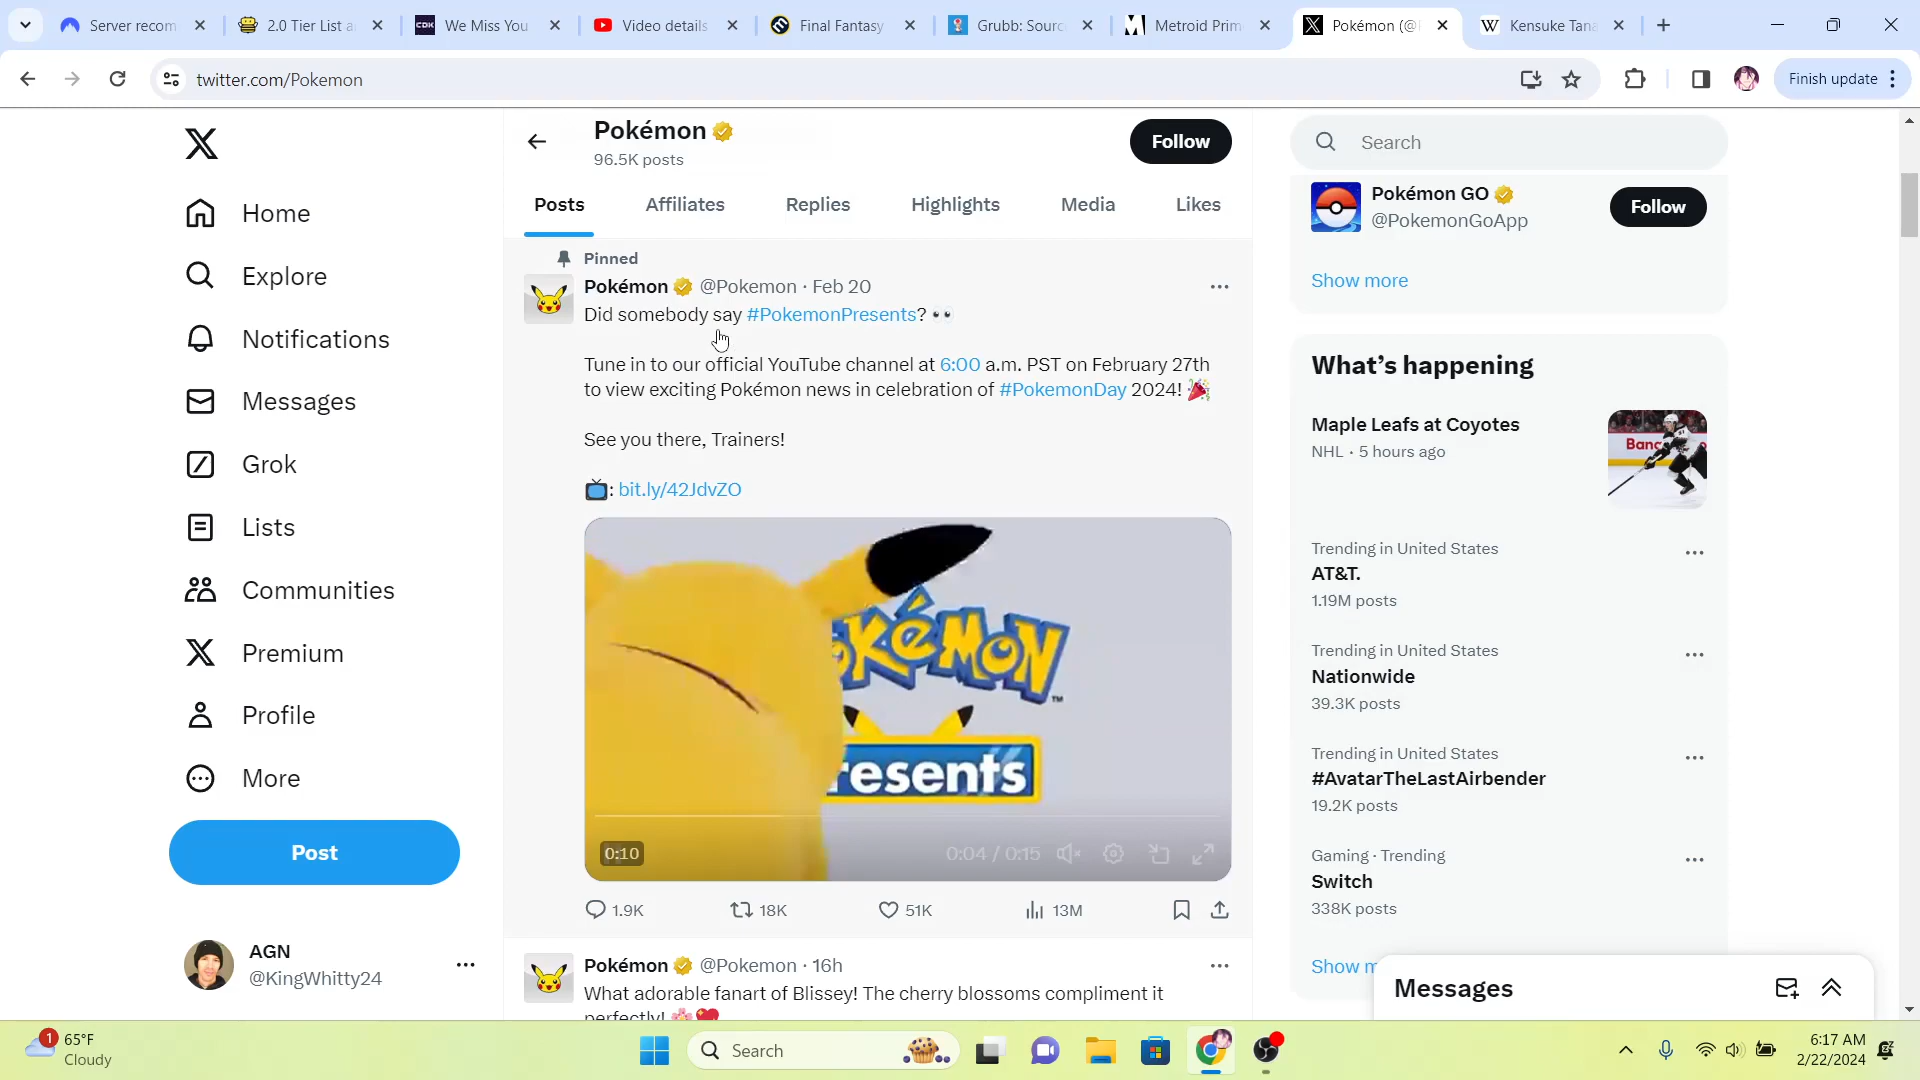 Server recom
2.0 Tier List a
CDK
We Miss You
Video details
Final Fantasy
Grubb: Sourc
Metroid Prim
Pokémon (@
Kensuke Tana
twitter.com/Pokemon
Finish update
Home
Explore
Notifications
Messages
Grok
Lists
Communities
Premium
Profile
More
Post
AGN
@KingWhitty24
Pokémon
96.5K posts
Follow
Posts
Affiliates
Replies
Highlights
Media
Likes
Pinned
Pokémon @Pokemon · Feb 20
Did somebody say #PokemonPresents? 👀
Tune in to our official YouTube channel at 6:00 a.m. PST on February 27th
to view exciting Pokémon news in celebration of #PokemonDay 2024! 🎉
See you there, Trainers!
📺: bit.ly/42JdvZO
OKéMON™
resents
0:10
0:04 / 0:15
1.9K
18K
51K
13M
Pokémon @Pokemon · 16h
What adorable fanart of Blissey! The cherry blossoms compliment it
perfectly! 🌸💖
Search
Pokémon GO
@PokemonGoApp
Follow
Show more
What's happening
Maple Leafs at Coyotes
NHL · 5 hours ago
Trending in United States
AT&T.
1.19M posts
Trending in United States
Nationwide
39.3K posts
Trending in United States
#AvatarTheLastAirbender
19.2K posts
Gaming · Trending
Switch
338K posts
Show m
Messages
1
65°F
Cloudy
Search
6:17 AM
2/22/2024